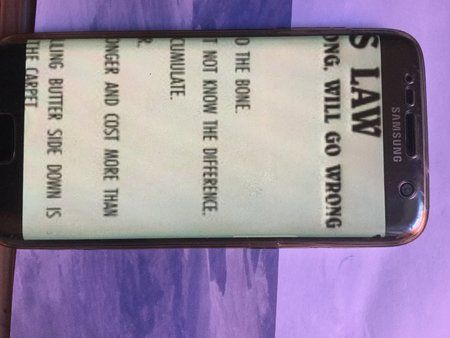 SAMSUNG
S LAW
ONG, WILL GO WRONG
O THE BONE.
T NOT KNOW THE DIFFERENCE.
CUMULATE.
R.
ONGER AND COST MORE THAN
LLING BUTTER SIDE DOWN IS
THE CARPET